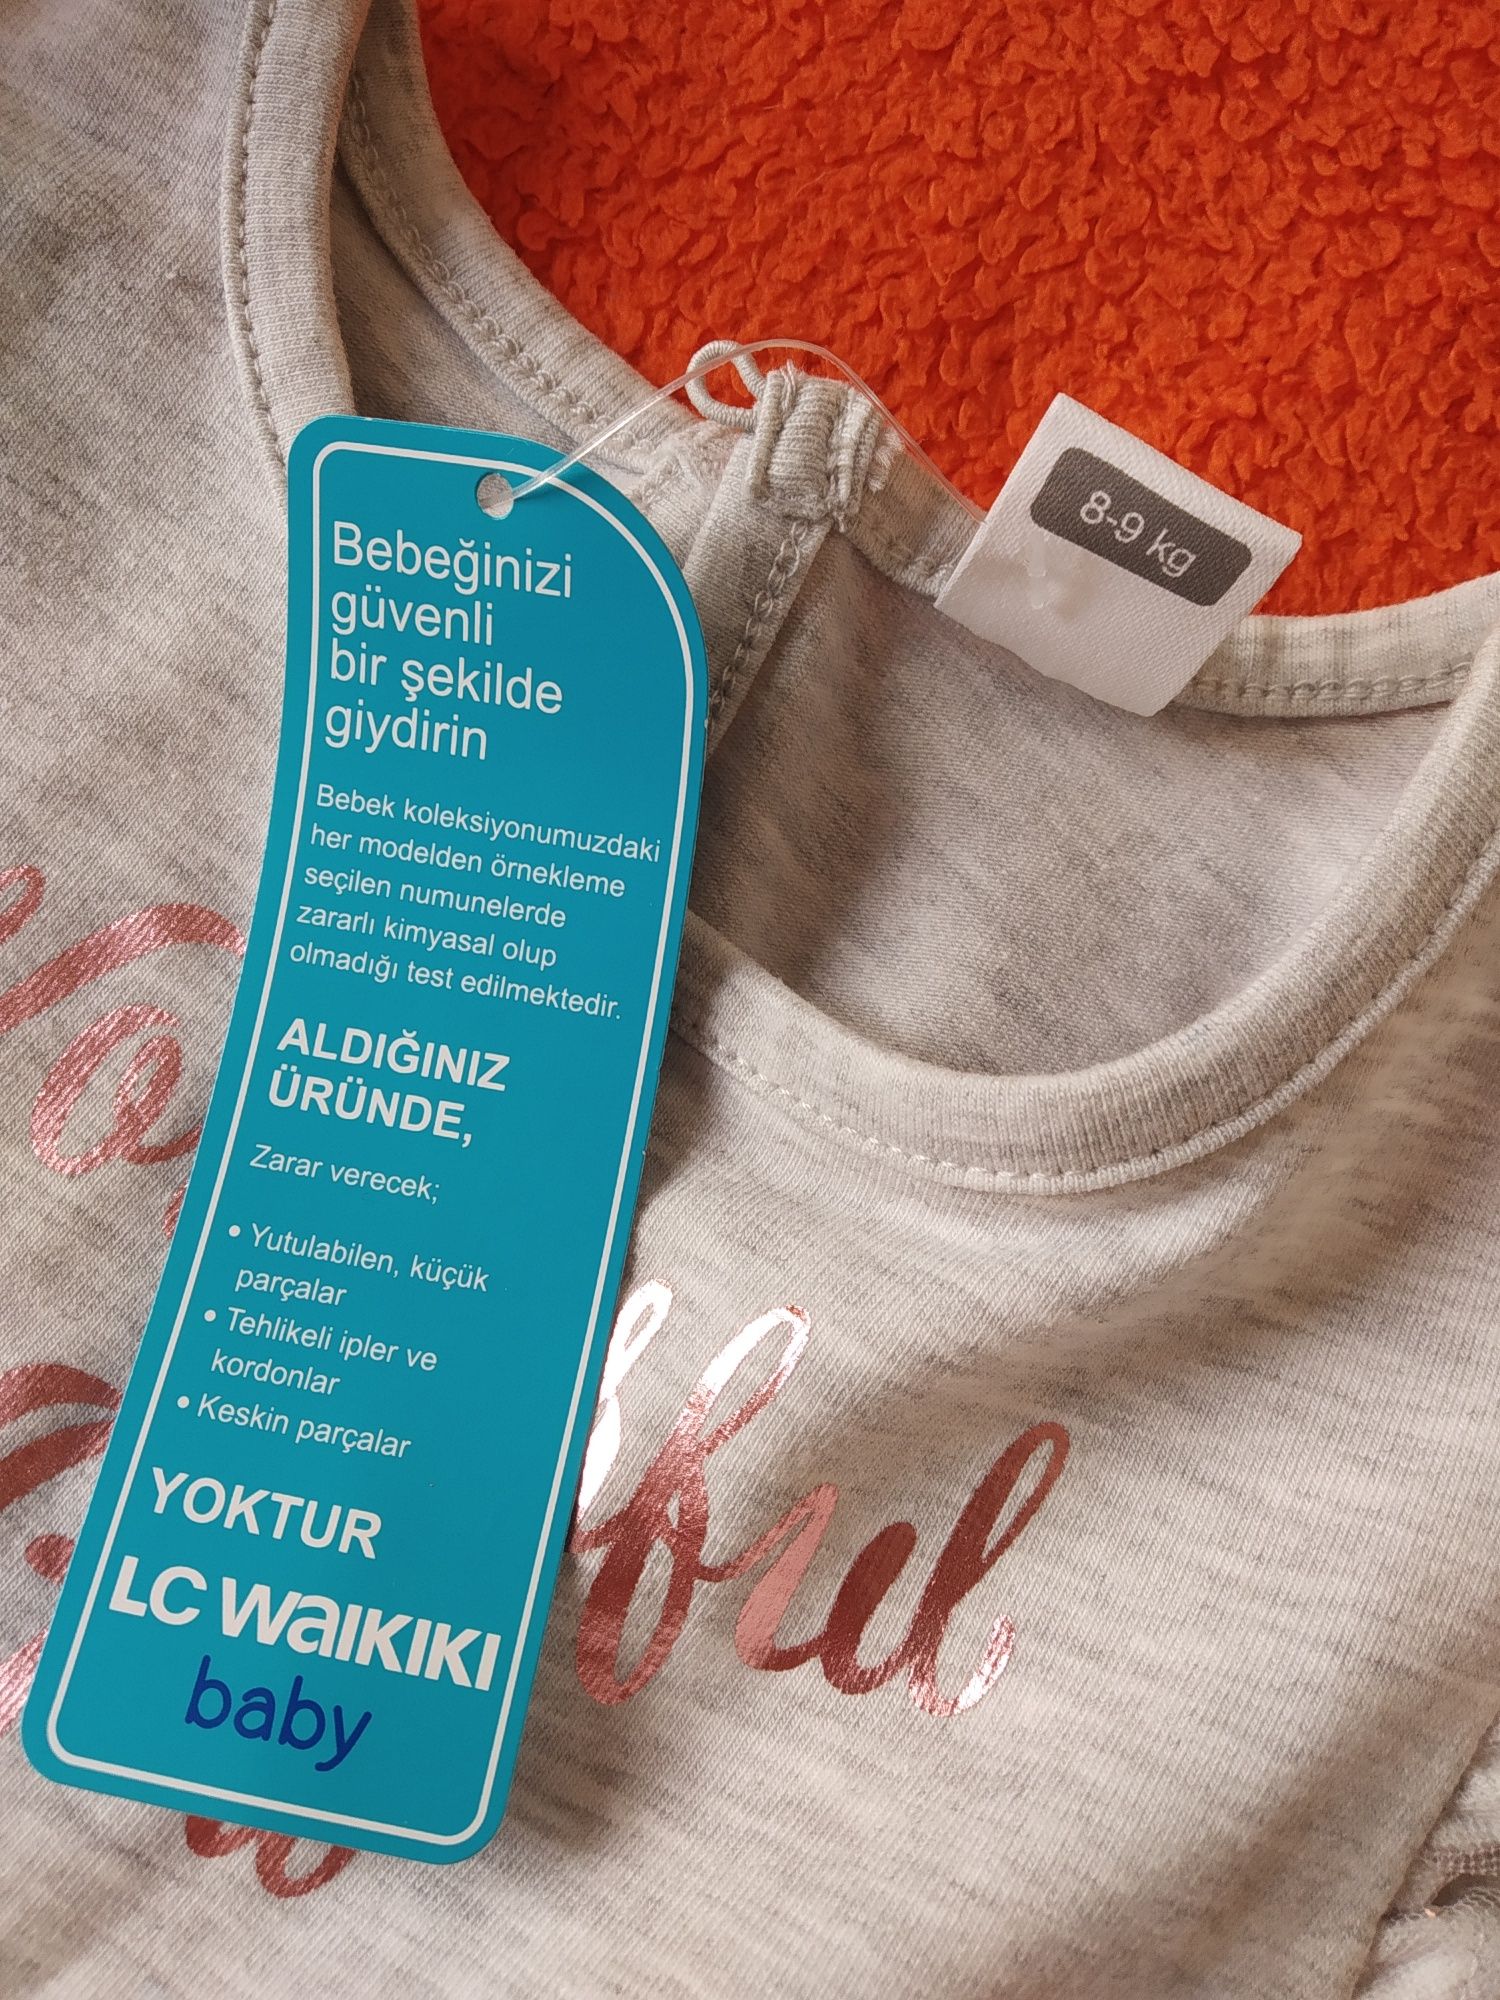 8-9 kg
Bebeğinizi
güvenli
bir şekilde
giydirin
Bebek koleksiyonumuzdaki
her modelden örnekleme
seçilen numunelerde
zararlı kimyasal olup
olmadığı test edilmektedir.
ALDIĞINIZ
ÜRÜNDE,
Zarar verecek;
• Yutulabilen, küçük
parçalar
• Tehlikeli ipler ve
kordonlar
• Keskin parçalar
YOKTUR
LC WAIKIKI
baby